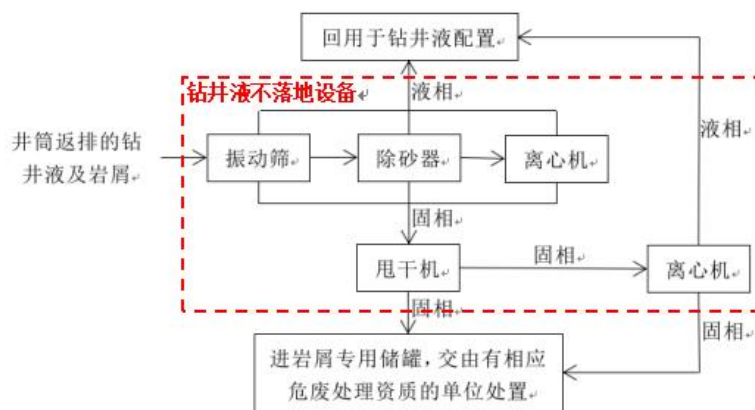 回用于钻井液配置
钻井液不落地设备
液相
液相
井筒返排的钻
井液及岩屑
振动筛
除砂器
离心机
固相
甩干机
固相
离心机
固相
固相
进岩屑专用储罐，交由有相应
危废处理资质的单位处置